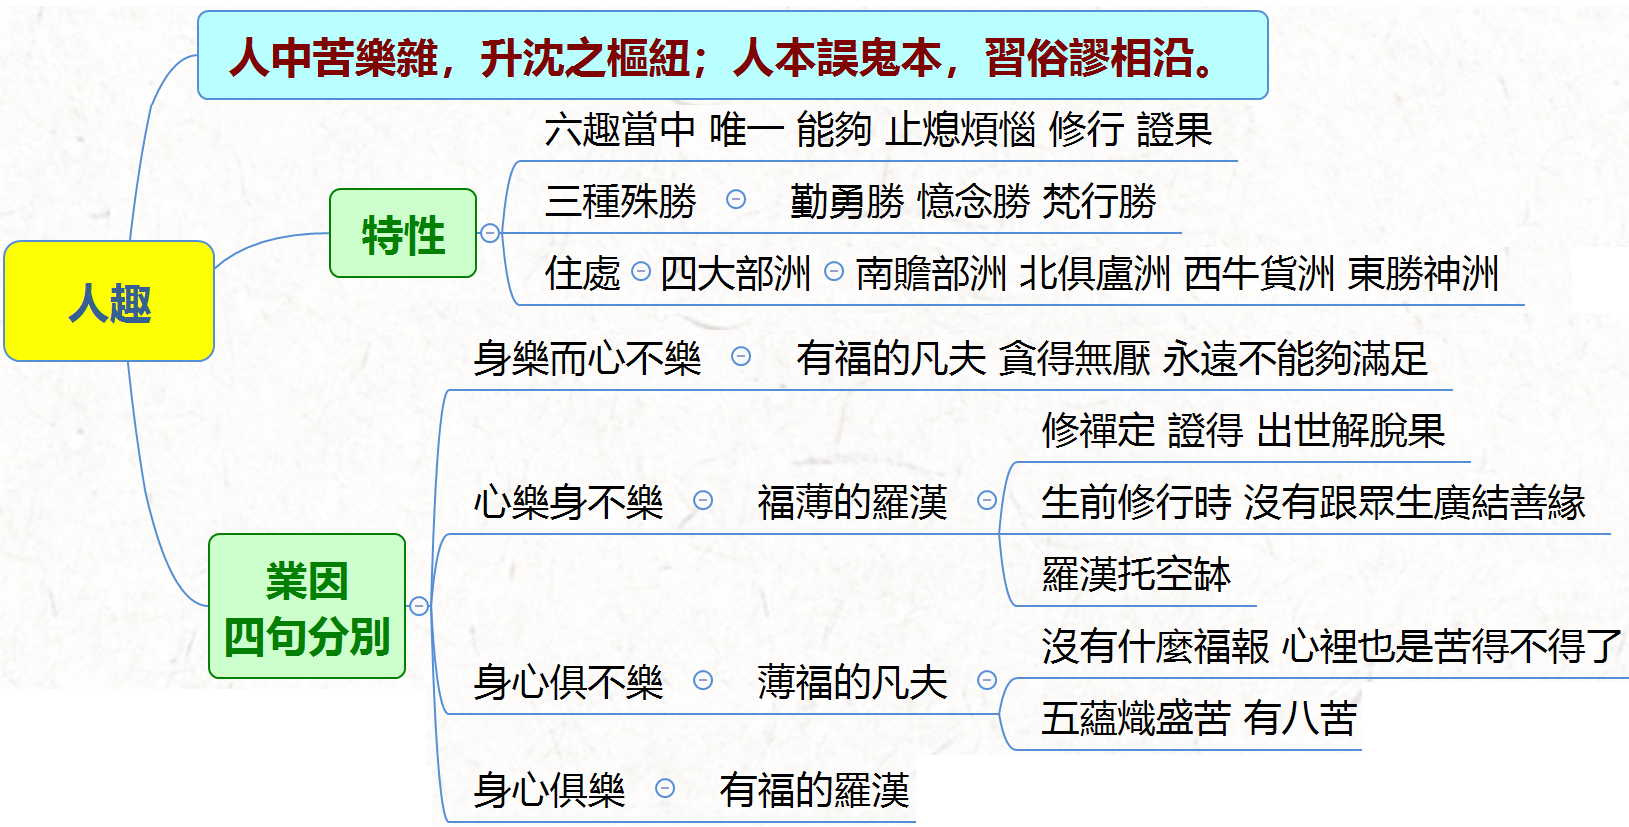 人中苦樂雜，升沈之樞紐；人本誤鬼本，習俗謬相沿。
人趣
特性
六趣當中 唯一 能夠 止熄煩惱 修行 證果
三種殊勝 勤勇勝 憶念勝 梵行勝
住處 四大部洲 南贍部洲 北俱盧洲 西牛貨洲 東勝神洲
業因
四句分別
身樂而心不樂 有福的凡夫 貪得無厭 永遠不能夠滿足
心樂身不樂 福薄的羅漢
修禪定 證得 出世解脫果
生前修行時 沒有跟眾生廣結善緣
羅漢托空缽
身心俱不樂 薄福的凡夫
沒有什麼福報 心裡也是苦得不得了
五蘊熾盛苦 有八苦
身心俱樂 有福的羅漢